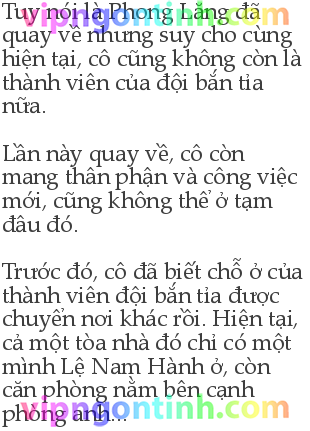 Tuy nói là Phong Lăng đã
vipngontinh.com
quay về nhưng suy cho cùng
hiện tại, cô cũng không còn là
thành viên của đội bắn tỉa
nữa.
Lần này quay về, cô còn
mang thân phận và công việc
mới, cũng không thể ở tạm
đâu đó.
Trước đó, cô đã biết chỗ ở của
thành viên đội bắn tỉa được
chuyển nơi khác rồi. Hiện tại,
cả một tòa nhà đó chỉ có một
mình Lệ Nam Hành ở, còn
căn phòng nằm bên cạnh
phòng anh...
vipngontinh.com